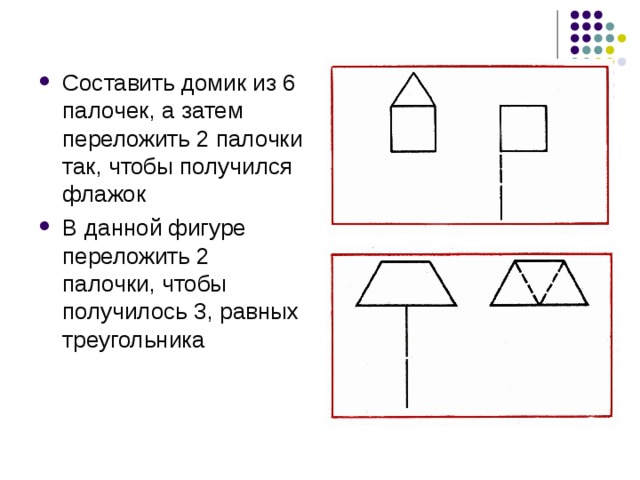 Составить домик из 6
палочек, а затем
переложить 2 палочки
так, чтобы получился
флажок
В данной фигуре
переложить 2
палочки, чтобы
получилось 3, равных
треугольника